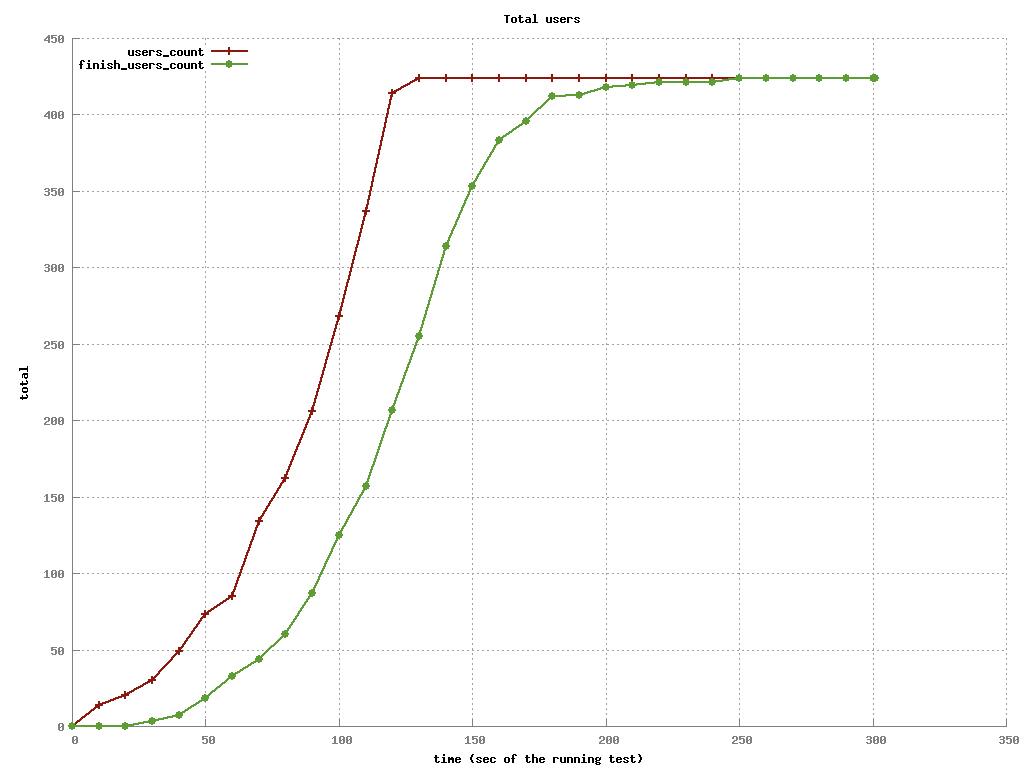 Total users
users_count
finish_users_count
450
400
350
300
250
200
150
100
50
0
total
0 50 100 150 200 250 300 350
time (sec of the running test)